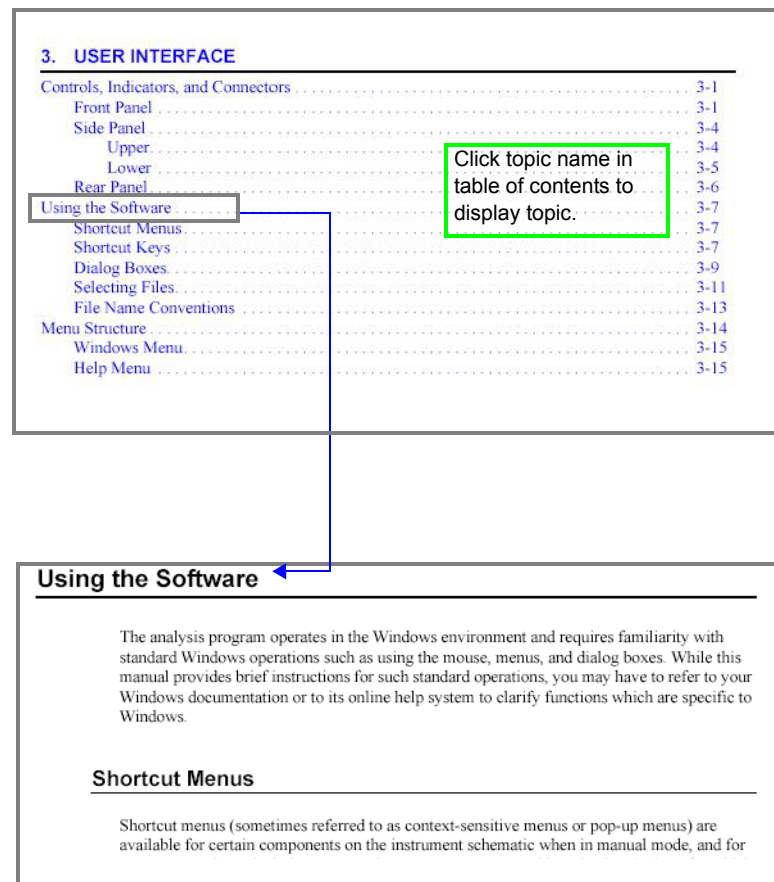 3. USER INTERFACE
Controls, Indicators, and Connectors . . . . . . . . . . . . . . . . . . . . . . . . . . . . . . 3-1
Front Panel . . . . . . . . . . . . . . . . . . . . . . . . . . . . . . 3-1
Side Panel . . . . . . . . . . . . . . . . . . . . . . . . . . . . . . 3-4
Upper. . . . . . . . . . . . . . . . . . . . . . . . . . . . . . 3-4
Lower . . . . . . . . . . . . . . . . . . . . . . . . . . . . . . 3-5
Rear Panel. . . . . . . . . . . . . . . . . . . . . . . . . . . . . . 3-6
Using the Software . . . . . . . . . . . . . . . . . . . . . . . . . . . . . . 3-7
Shortcut Menus. . . . . . . . . . . . . . . . . . . . . . . . . . . . . . 3-7
Shortcut Keys . . . . . . . . . . . . . . . . . . . . . . . . . . . . . . 3-7
Dialog Boxes. . . . . . . . . . . . . . . . . . . . . . . . . . . . . . 3-9
Selecting Files. . . . . . . . . . . . . . . . . . . . . . . . . . . . . . 3-11
File Name Conventions . . . . . . . . . . . . . . . . . . . . . . . . . . . . . . 3-13
Menu Structure . . . . . . . . . . . . . . . . . . . . . . . . . . . . . . 3-14
Windows Menu. . . . . . . . . . . . . . . . . . . . . . . . . . . . . . 3-15
Help Menu . . . . . . . . . . . . . . . . . . . . . . . . . . . . . . 3-15
Click topic name in
table of contents to
display topic.
Using the Software
The analysis program operates in the Windows environment and requires familiarity with
standard Windows operations such as using the mouse, menus, and dialog boxes. While this
manual provides brief instructions for such standard operations, you may have to refer to your
Windows documentation or to its online help system to clarify functions which are specific to
Windows.
Shortcut Menus
Shortcut menus (sometimes referred to as context-sensitive menus or pop-up menus) are
available for certain components on the instrument schematic when in manual mode, and for